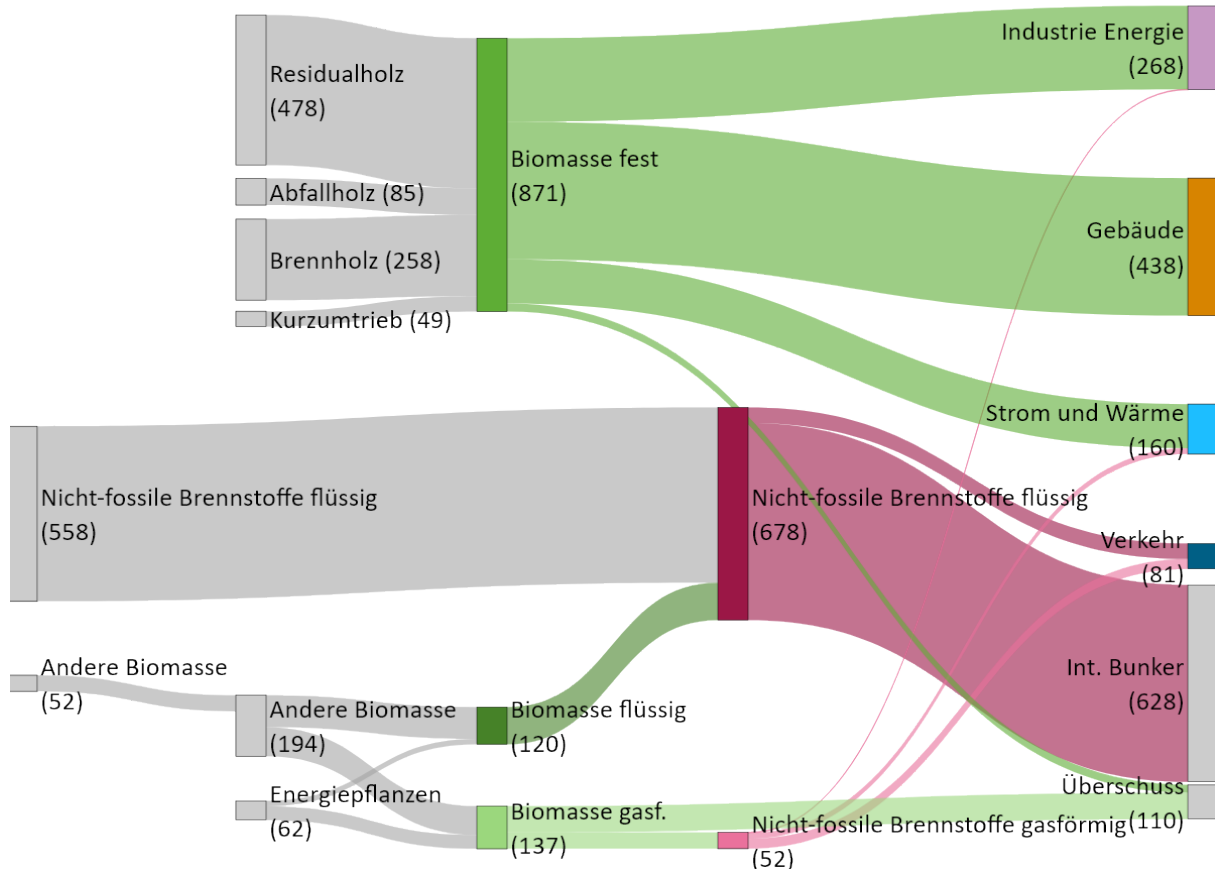 Residualholz
(478)
Abfallholz (85)
Brennholz (258)
Kurzumtrieb (49)
Biomasse fest
(871)
Industrie Energie
(268)
Gebäude
(438)
Strom und Wärme
(160)
Nicht-fossile Brennstoffe flüssig
(558)
Nicht-fossile Brennstoffe flüssig
(678)
Verkehr
(81)
Int. Bunker
(628)
Andere Biomasse
(52)
Andere Biomasse
(194)
Biomasse flüssig
(120)
Energiepflanzen
(62)
Biomasse gasf.
(137)
Überschuss
(110)
Nicht-fossile Brennstoffe gasförmig
(52)